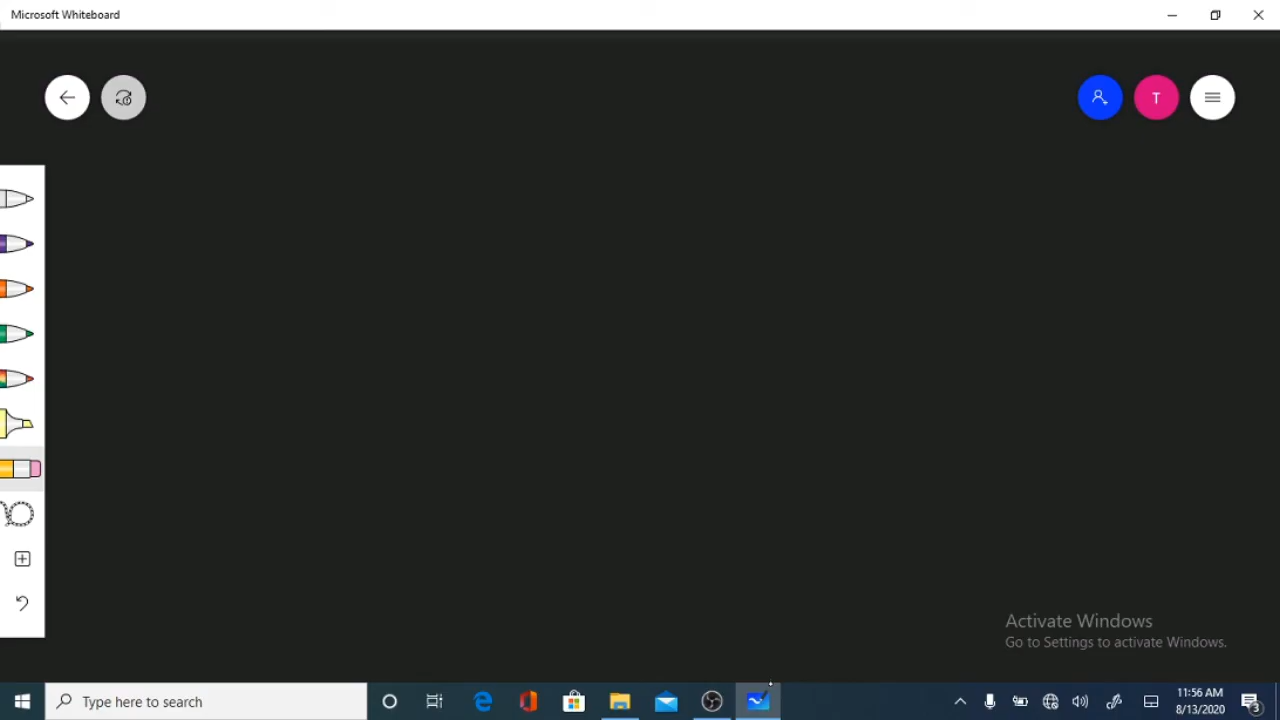 Microsoft Whiteboard
T
Activate Windows
Go to Settings to activate Windows.
Type here to search
11:56 AM
8/13/2020
3